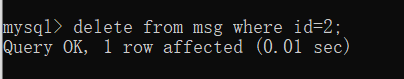 mysql> delete from msg where id=2;
Query OK, 1 row affected (0.01 sec)